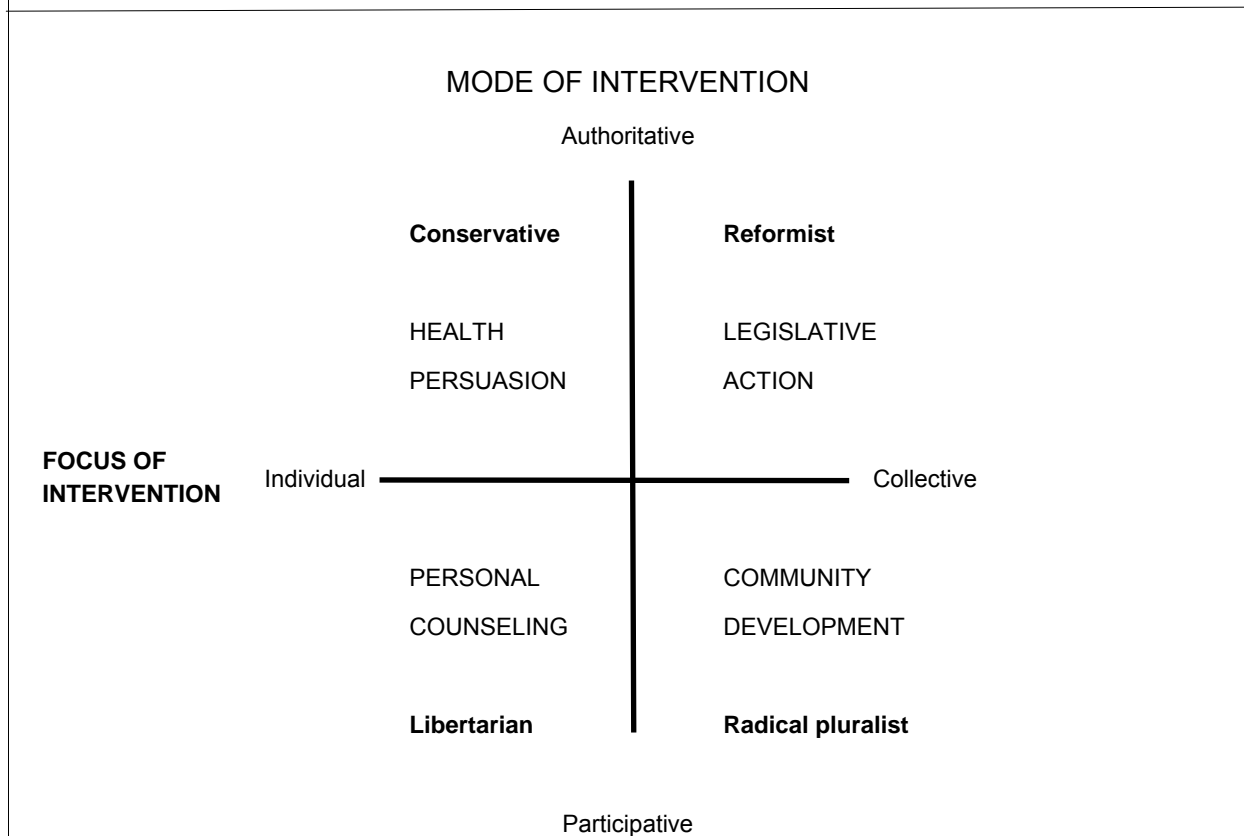 MODE OF INTERVENTION
Authoritative
Conservative Reformist
HEALTH LEGISLATIVE
PERSUASION ACTION
FOCUS OF
INTERVENTION
Individual Collective
PERSONAL COMMUNITY
COUNSELING DEVELOPMENT
Libertarian Radical pluralist
Participative